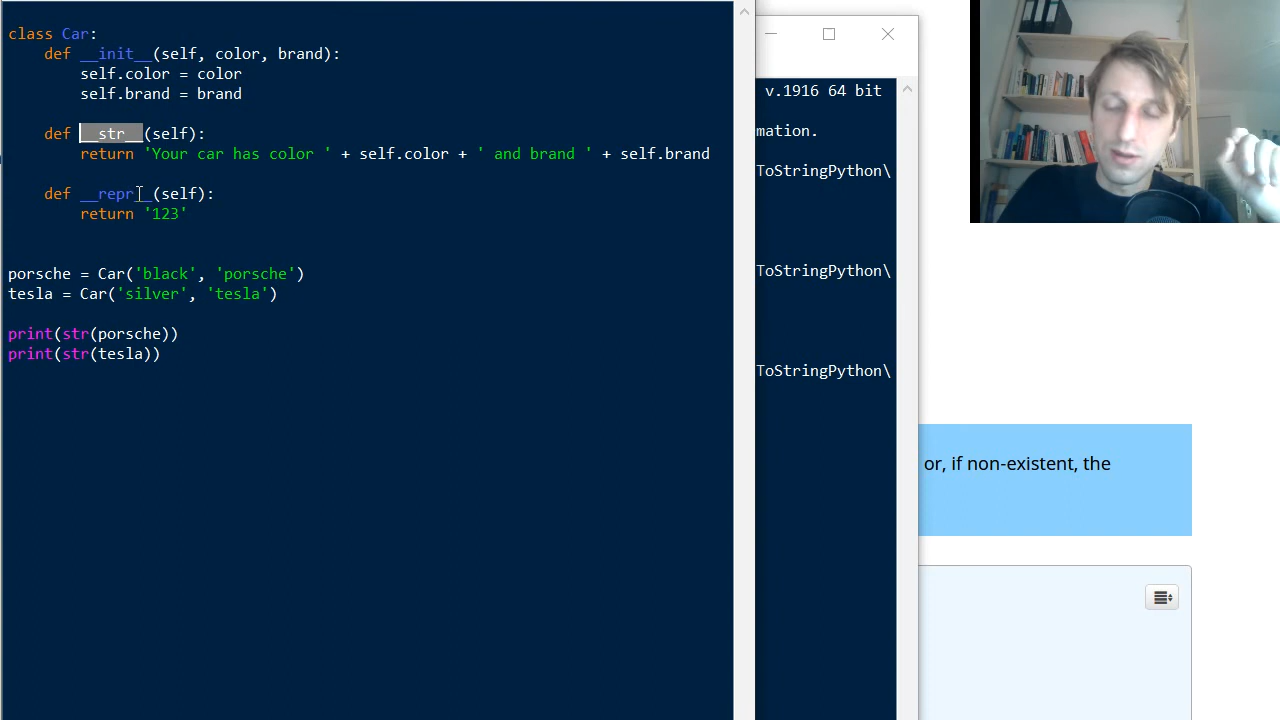 class Car:
    def __init__(self, color, brand):
        self.color = color
        self.brand = brand
    def __str__(self):
        return 'Your car has color ' + self.color + ' and brand ' + self.brand
    def __repr__(self):
        return '123'
porsche = Car('black', 'porsche')
tesla = Car('silver', 'tesla')
print(str(porsche))
print(str(tesla))
v.1916 64 bit
mation.
ToStringPython\
ToStringPython\
ToStringPython\
or, if non-existent, the